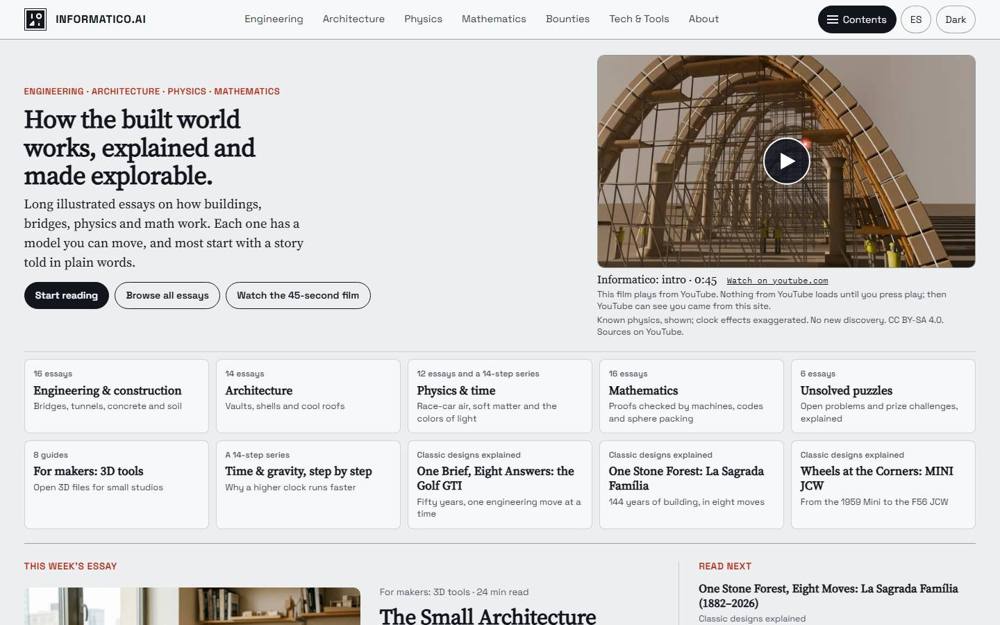 INFORMATICO.AI
Engineering Architecture Physics Mathematics Bounties Tech & Tools About
Contents ES Dark
ENGINEERING · ARCHITECTURE · PHYSICS · MATHEMATICS
How the built world
works, explained and
made explorable.
Long illustrated essays on how buildings,
bridges, physics and math work. Each one has a
model you can move, and most start with a story
told in plain words.
Start reading Browse all essays Watch the 45-second film
Informatico: intro · 0:45 Watch on youtube.com
This film plays from YouTube. Nothing from YouTube loads until you press play; then
YouTube can see you came from this site.
Known physics, shown; clock effects exaggerated. No new discovery. CC BY-SA 4.0.
Sources on YouTube.
16 essays
Engineering & construction
Bridges, tunnels, concrete and soil
14 essays
Architecture
Vaults, shells and cool roofs
12 essays and a 14-step series
Physics & time
Race-car air, soft matter and the
colors of light
16 essays
Mathematics
Proofs checked by machines, codes
and sphere packing
6 essays
Unsolved puzzles
Open problems and prize challenges,
explained
8 guides
For makers: 3D tools
Open 3D files for small studios
A 14-step series
Time & gravity, step by step
Why a higher clock runs faster
Classic designs explained
One Brief, Eight Answers: the
Golf GTI
Fifty years, one engineering move at a
time
Classic designs explained
One Stone Forest: La Sagrada
Família
144 years of building, in eight moves
Classic designs explained
Wheels at the Corners: MINI
JCW
From the 1959 Mini to the F56 JCW
THIS WEEK'S ESSAY
For makers: 3D tools · 24 min read
The Small Architecture
READ NEXT
One Stone Forest, Eight Moves: La Sagrada Família
(1882–2026)
Classic designs explained